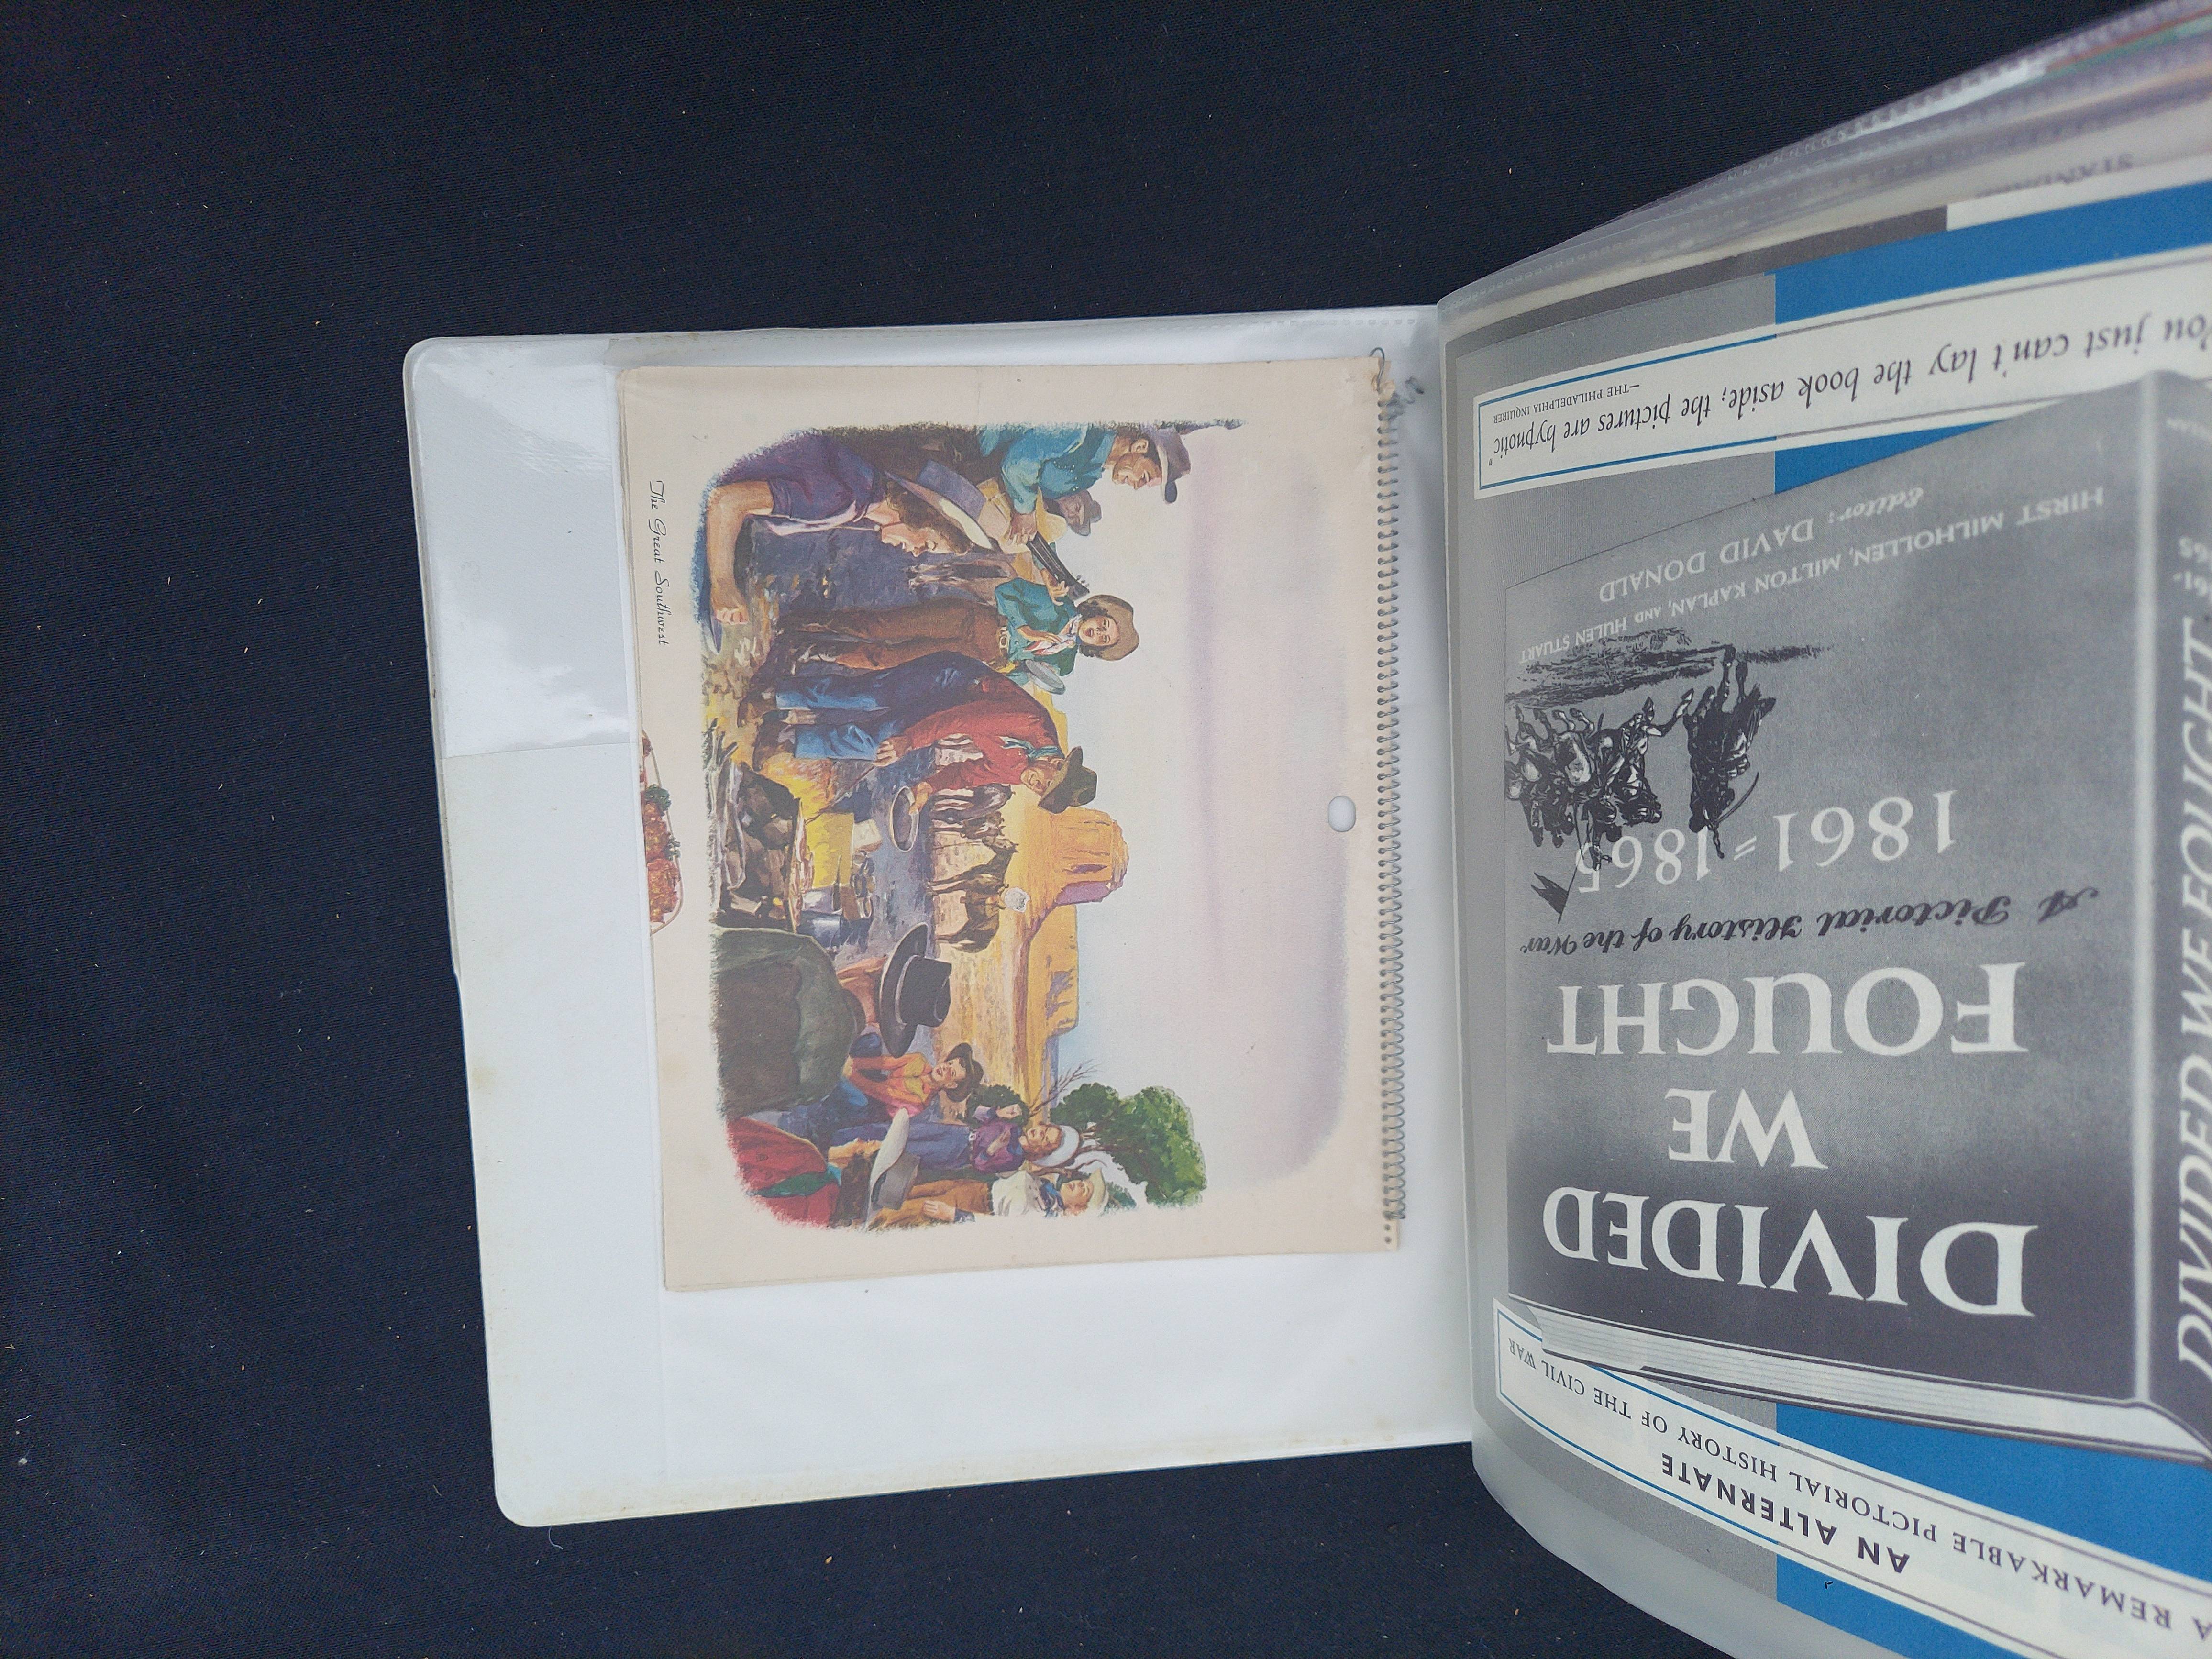 The Great Southwest
A REMARKABLE PICTORIAL HISTORY OF THE CIVIL WAR
AN ALTERNATE
DIVIDED
WE
FOUGHT
A Pictorial History of the War
1861-1865
HIRST MILHOLLEN, MILTON KAPLAN, AND HULEN STUART
Editor: DAVID DONALD
DIVIDED WE FOUGHT
You just can't lay the book aside; the pictures are hypnotic"
—THE PHILADELPHIA INQUIRER